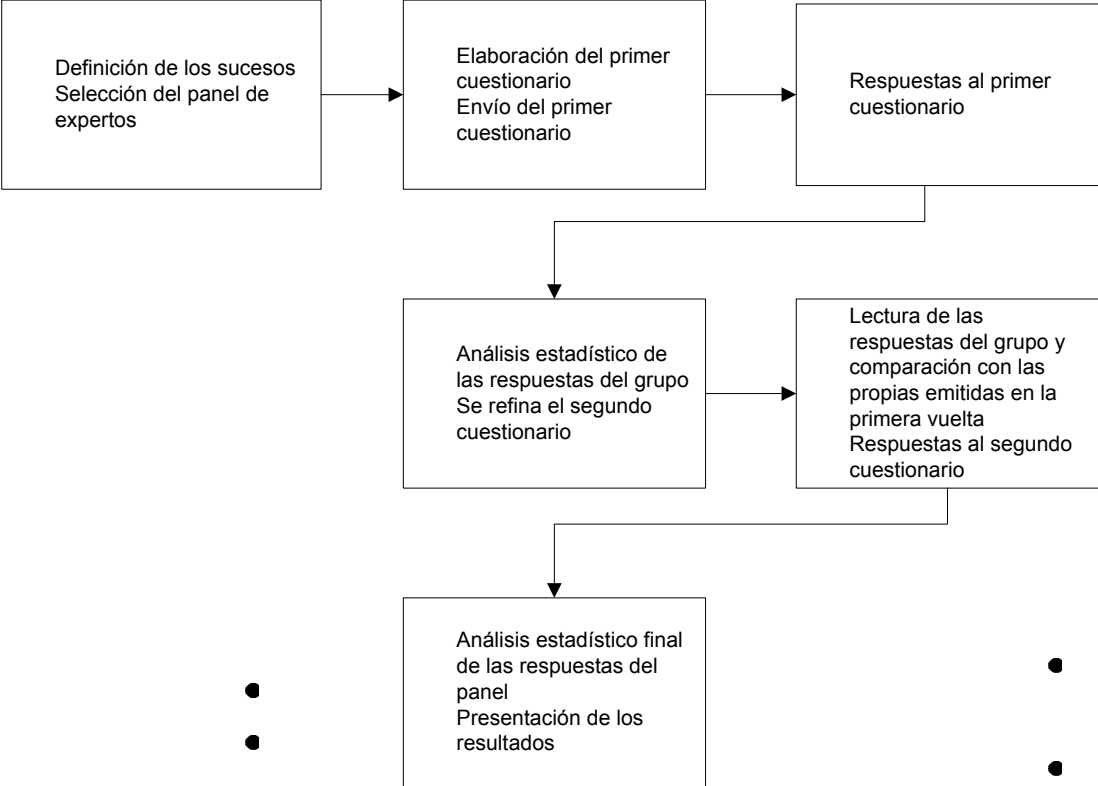 Definición de los sucesos
Selección del panel de
expertos
Elaboración del primer
cuestionario
Envío del primer
cuestionario
Respuestas al primer
cuestionario
Análisis estadístico de
las respuestas del grupo
Se refina el segundo
cuestionario
Lectura de las
respuestas del grupo y
comparación con las
propias emitidas en la
primera vuelta
Respuestas al segundo
cuestionario
Análisis estadístico final
de las respuestas del
panel
Presentación de los
resultados